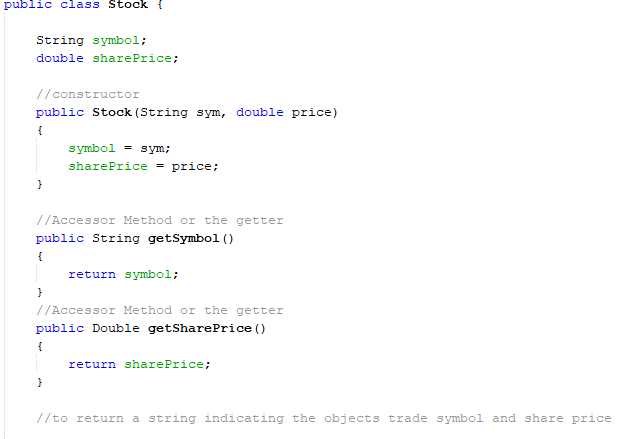 public class Stock {
String symbol;
double sharePrice;
//constructor
public Stock(String sym, double price)
{
symbol = sym;
sharePrice = price;
}
//Accessor Method or the getter
public String getSymbol()
{
return symbol;
}
//Accessor Method or the getter
public Double getSharePrice()
{
return sharePrice;
}
//to return a string indicating the objects trade symbol and share price